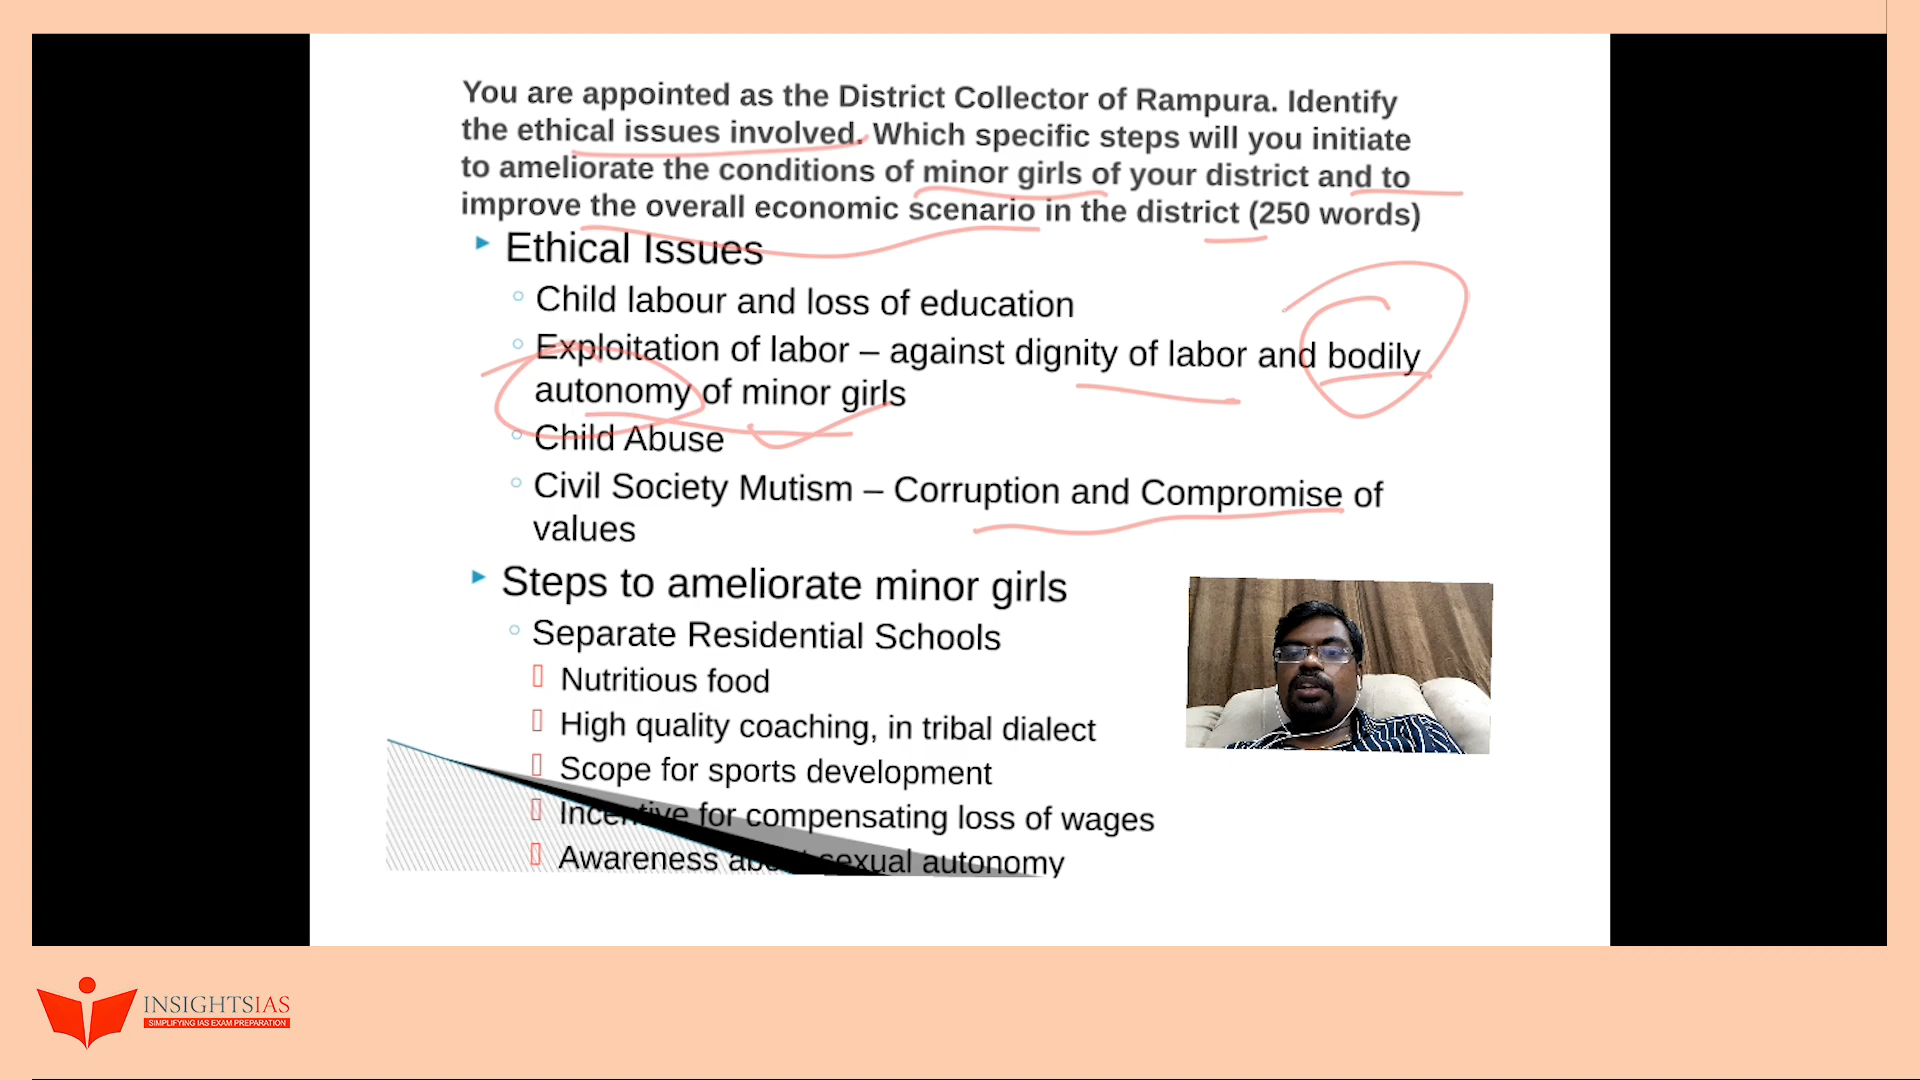 You are appointed as the District Collector of Rampura. Identify
the ethical issues involved. Which specific steps will you initiate
to ameliorate the conditions of minor girls of your district and to
improve the overall economic scenario in the district (250 words)
Ethical Issues
Child labour and loss of education
Exploitation of labor – against dignity of labor and bodily
autonomy of minor girls
Child Abuse
Civil Society Mutism – Corruption and Compromise of
values
Steps to ameliorate minor girls
Separate Residential Schools
Nutritious food
High quality coaching, in tribal dialect
Scope for sports development
Incentive for compensating loss of wages
Awareness about sexual autonomy
INSIGHTSIAS
SIMPLIFYING IAS EXAM PREPARATION